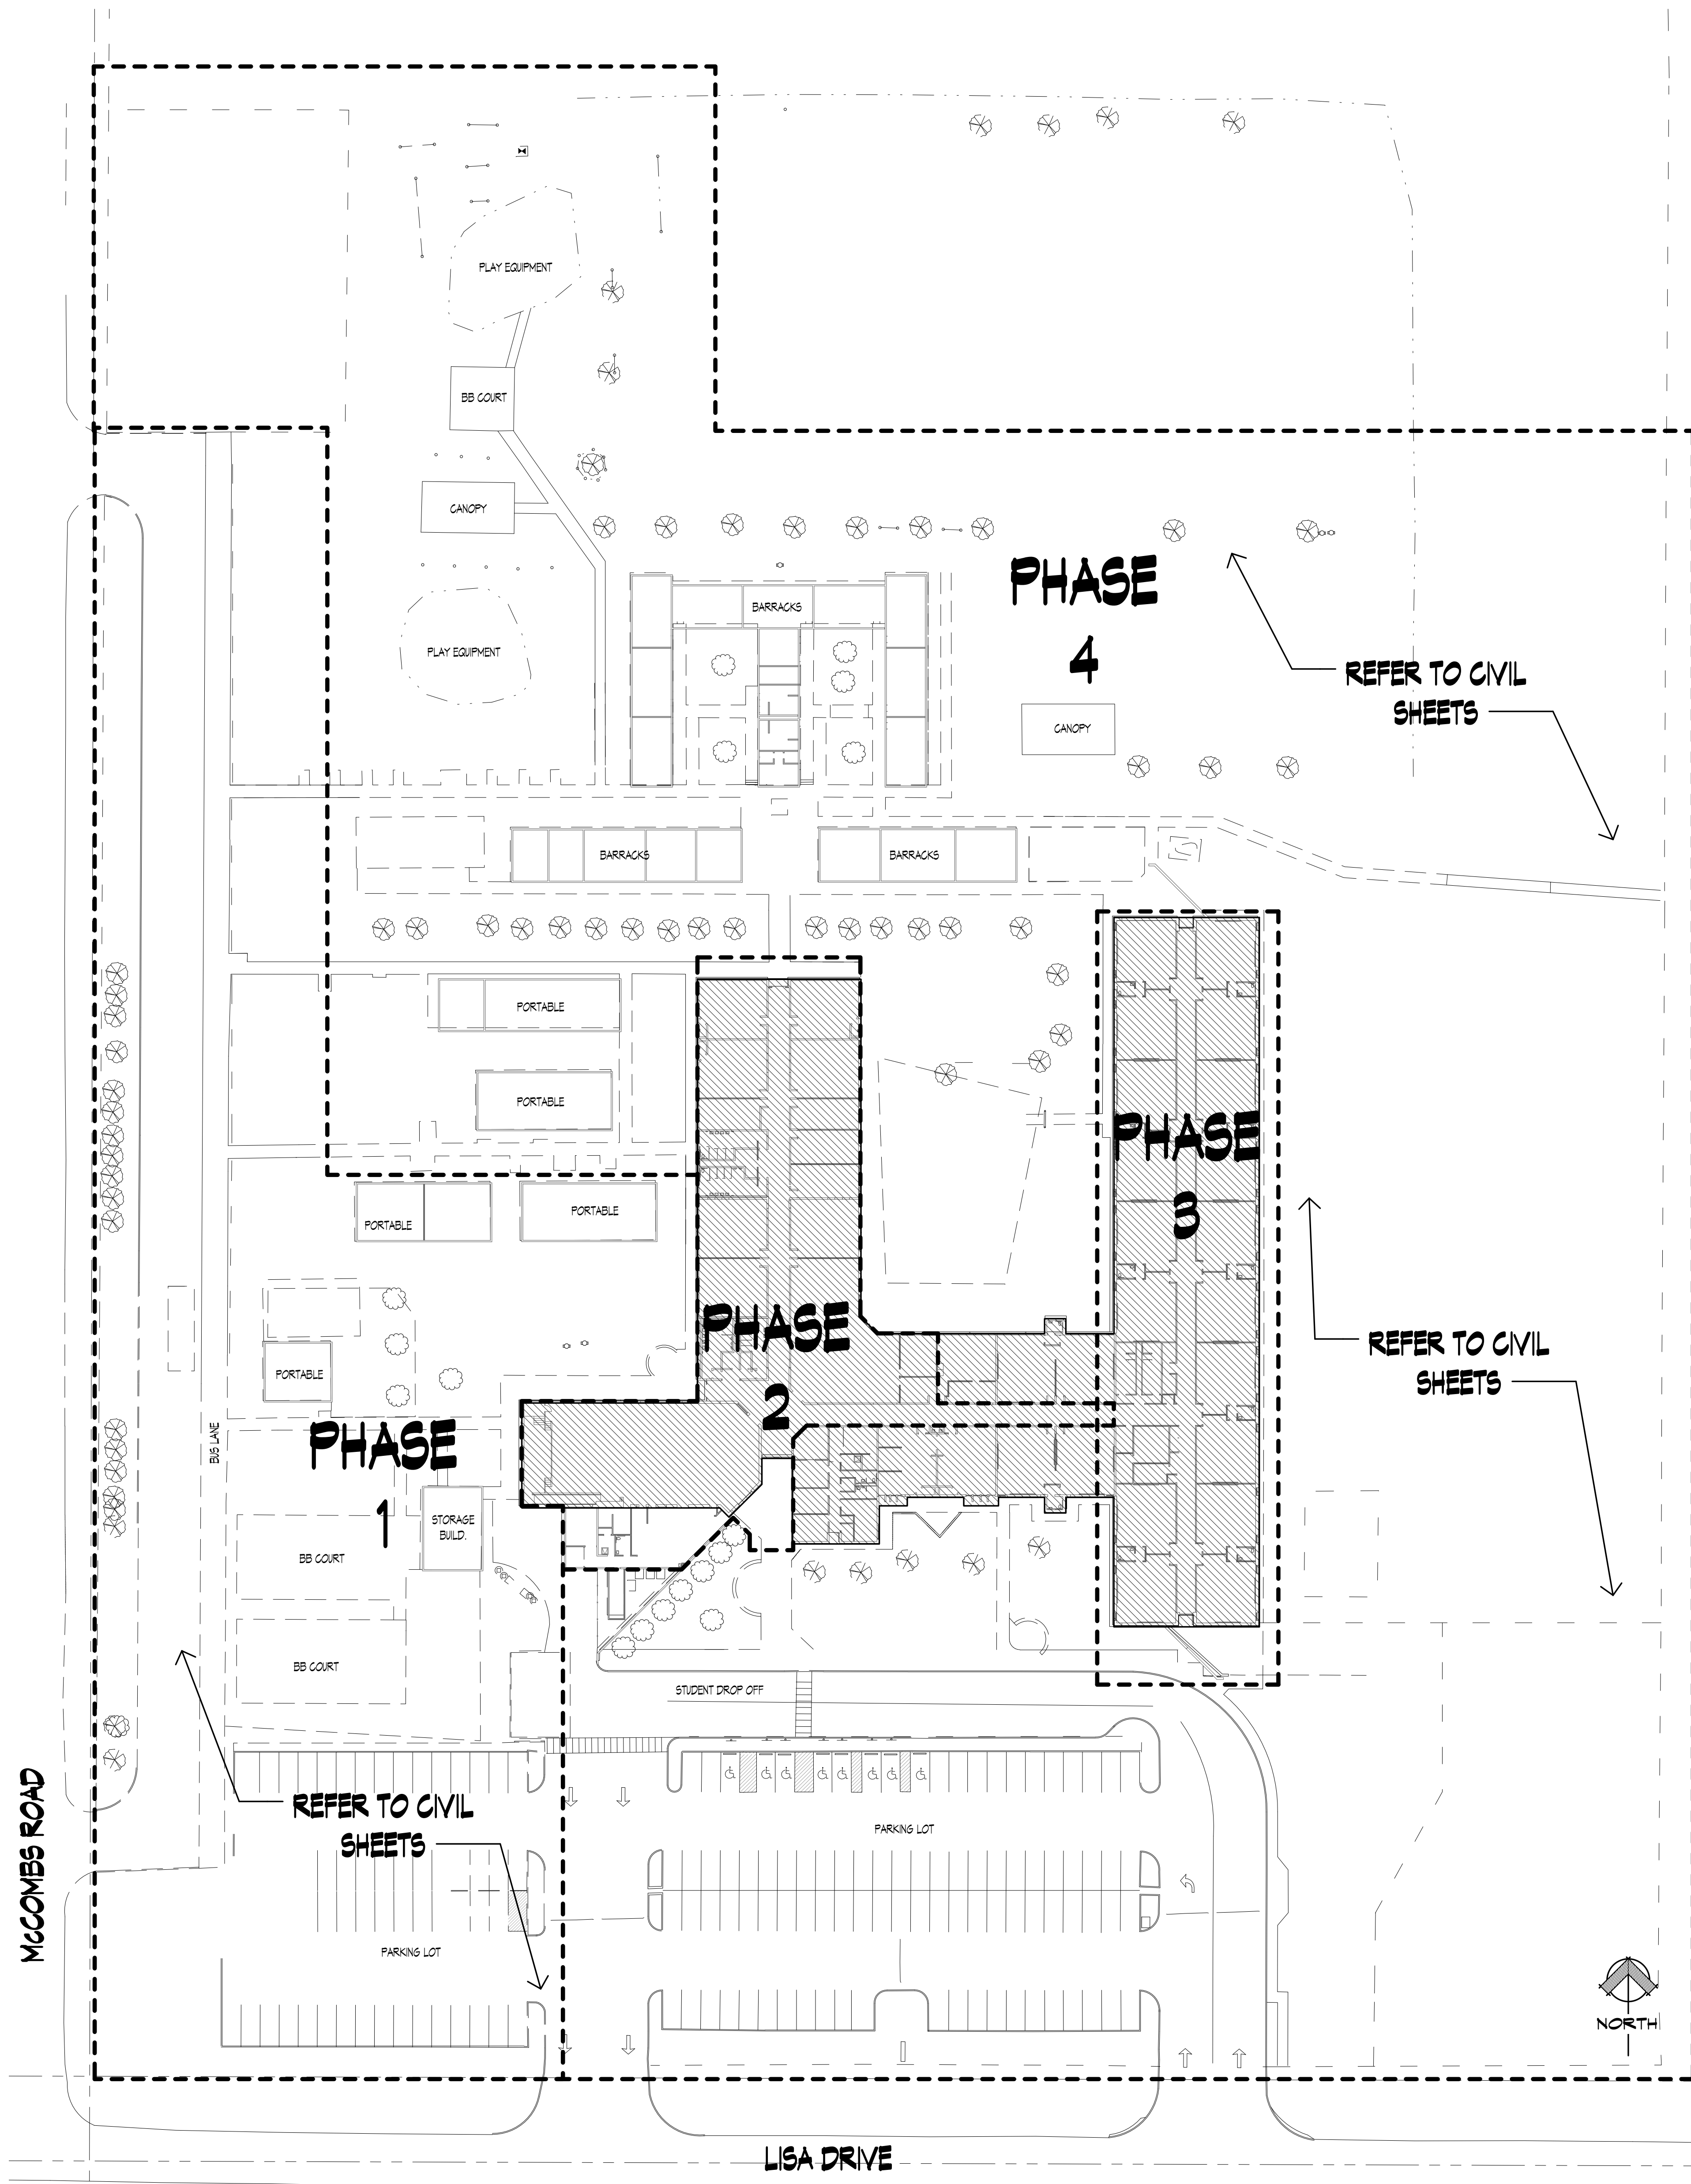 PLAY EQUIPMENT
BB COURT
CANOPY
PHASE
4
BARRACKS
PLAY EQUIPMENT
REFER TO CIVIL
SHEETS
CANOPY
BARRACKS
BARRACKS
PORTABLE
PORTABLE
PHASE
3
PORTABLE
PORTABLE
PHASE
2
REFER TO CIVIL
SHEETS
PORTABLE
BUS LANE
PHASE
1
STORAGE
BUILD.
BB COURT
BB COURT
STUDENT DROP OFF
REFER TO CIVIL
SHEETS
PARKING LOT
MCCOMBS ROAD
PARKING LOT
NORTH
LISA DRIVE